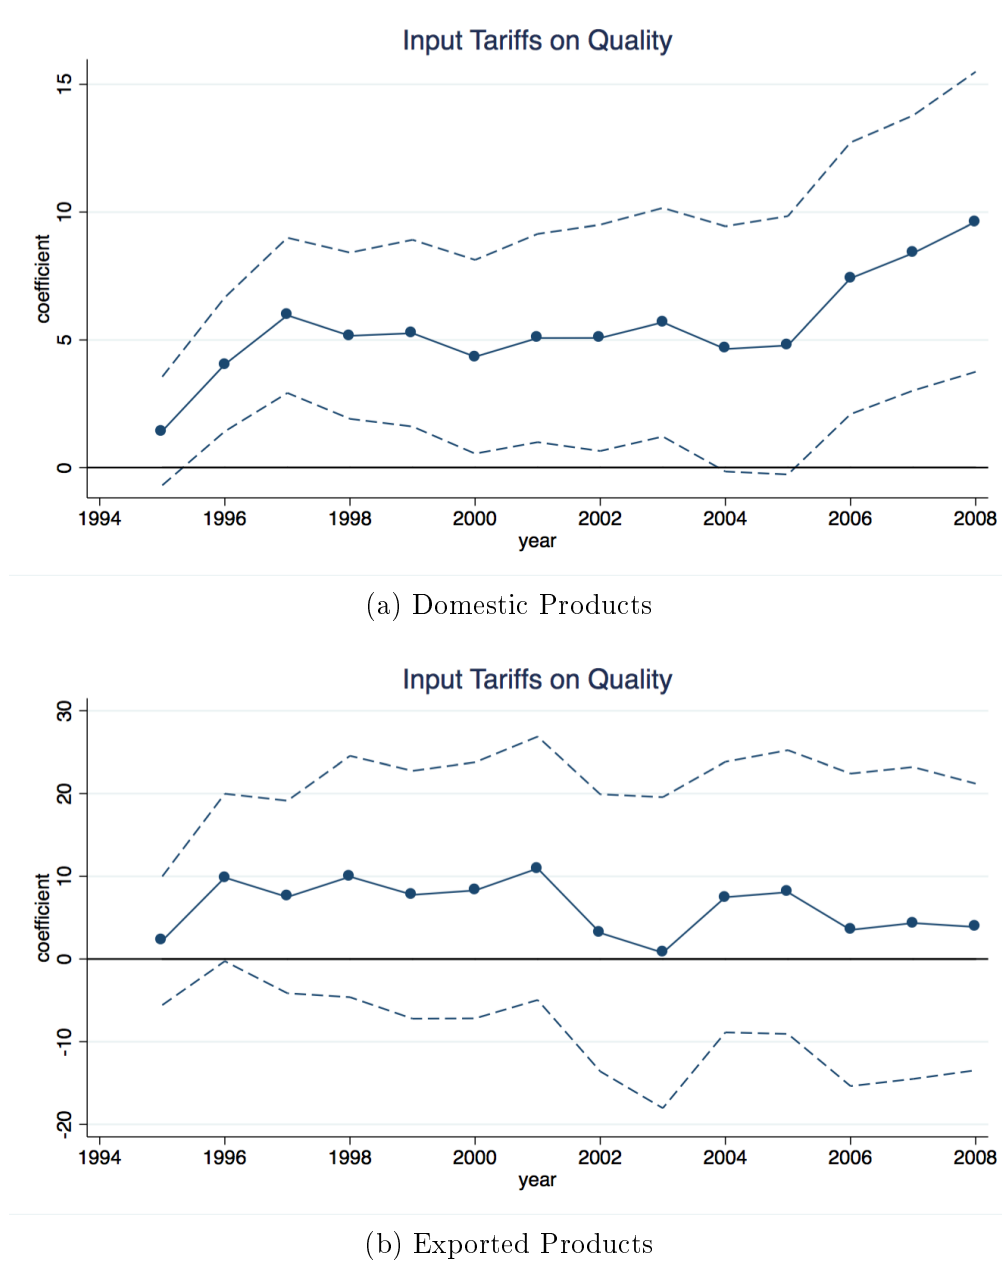 Input Tariffs on Quality
15
10
5
0
coefficient
1994 1996 1998 2000 2002 2004 2006 2008
year
(a) Domestic Products
Input Tariffs on Quality
30
20
10
0
-10
-20
coefficient
1994 1996 1998 2000 2002 2004 2006 2008
year
(b) Exported Products